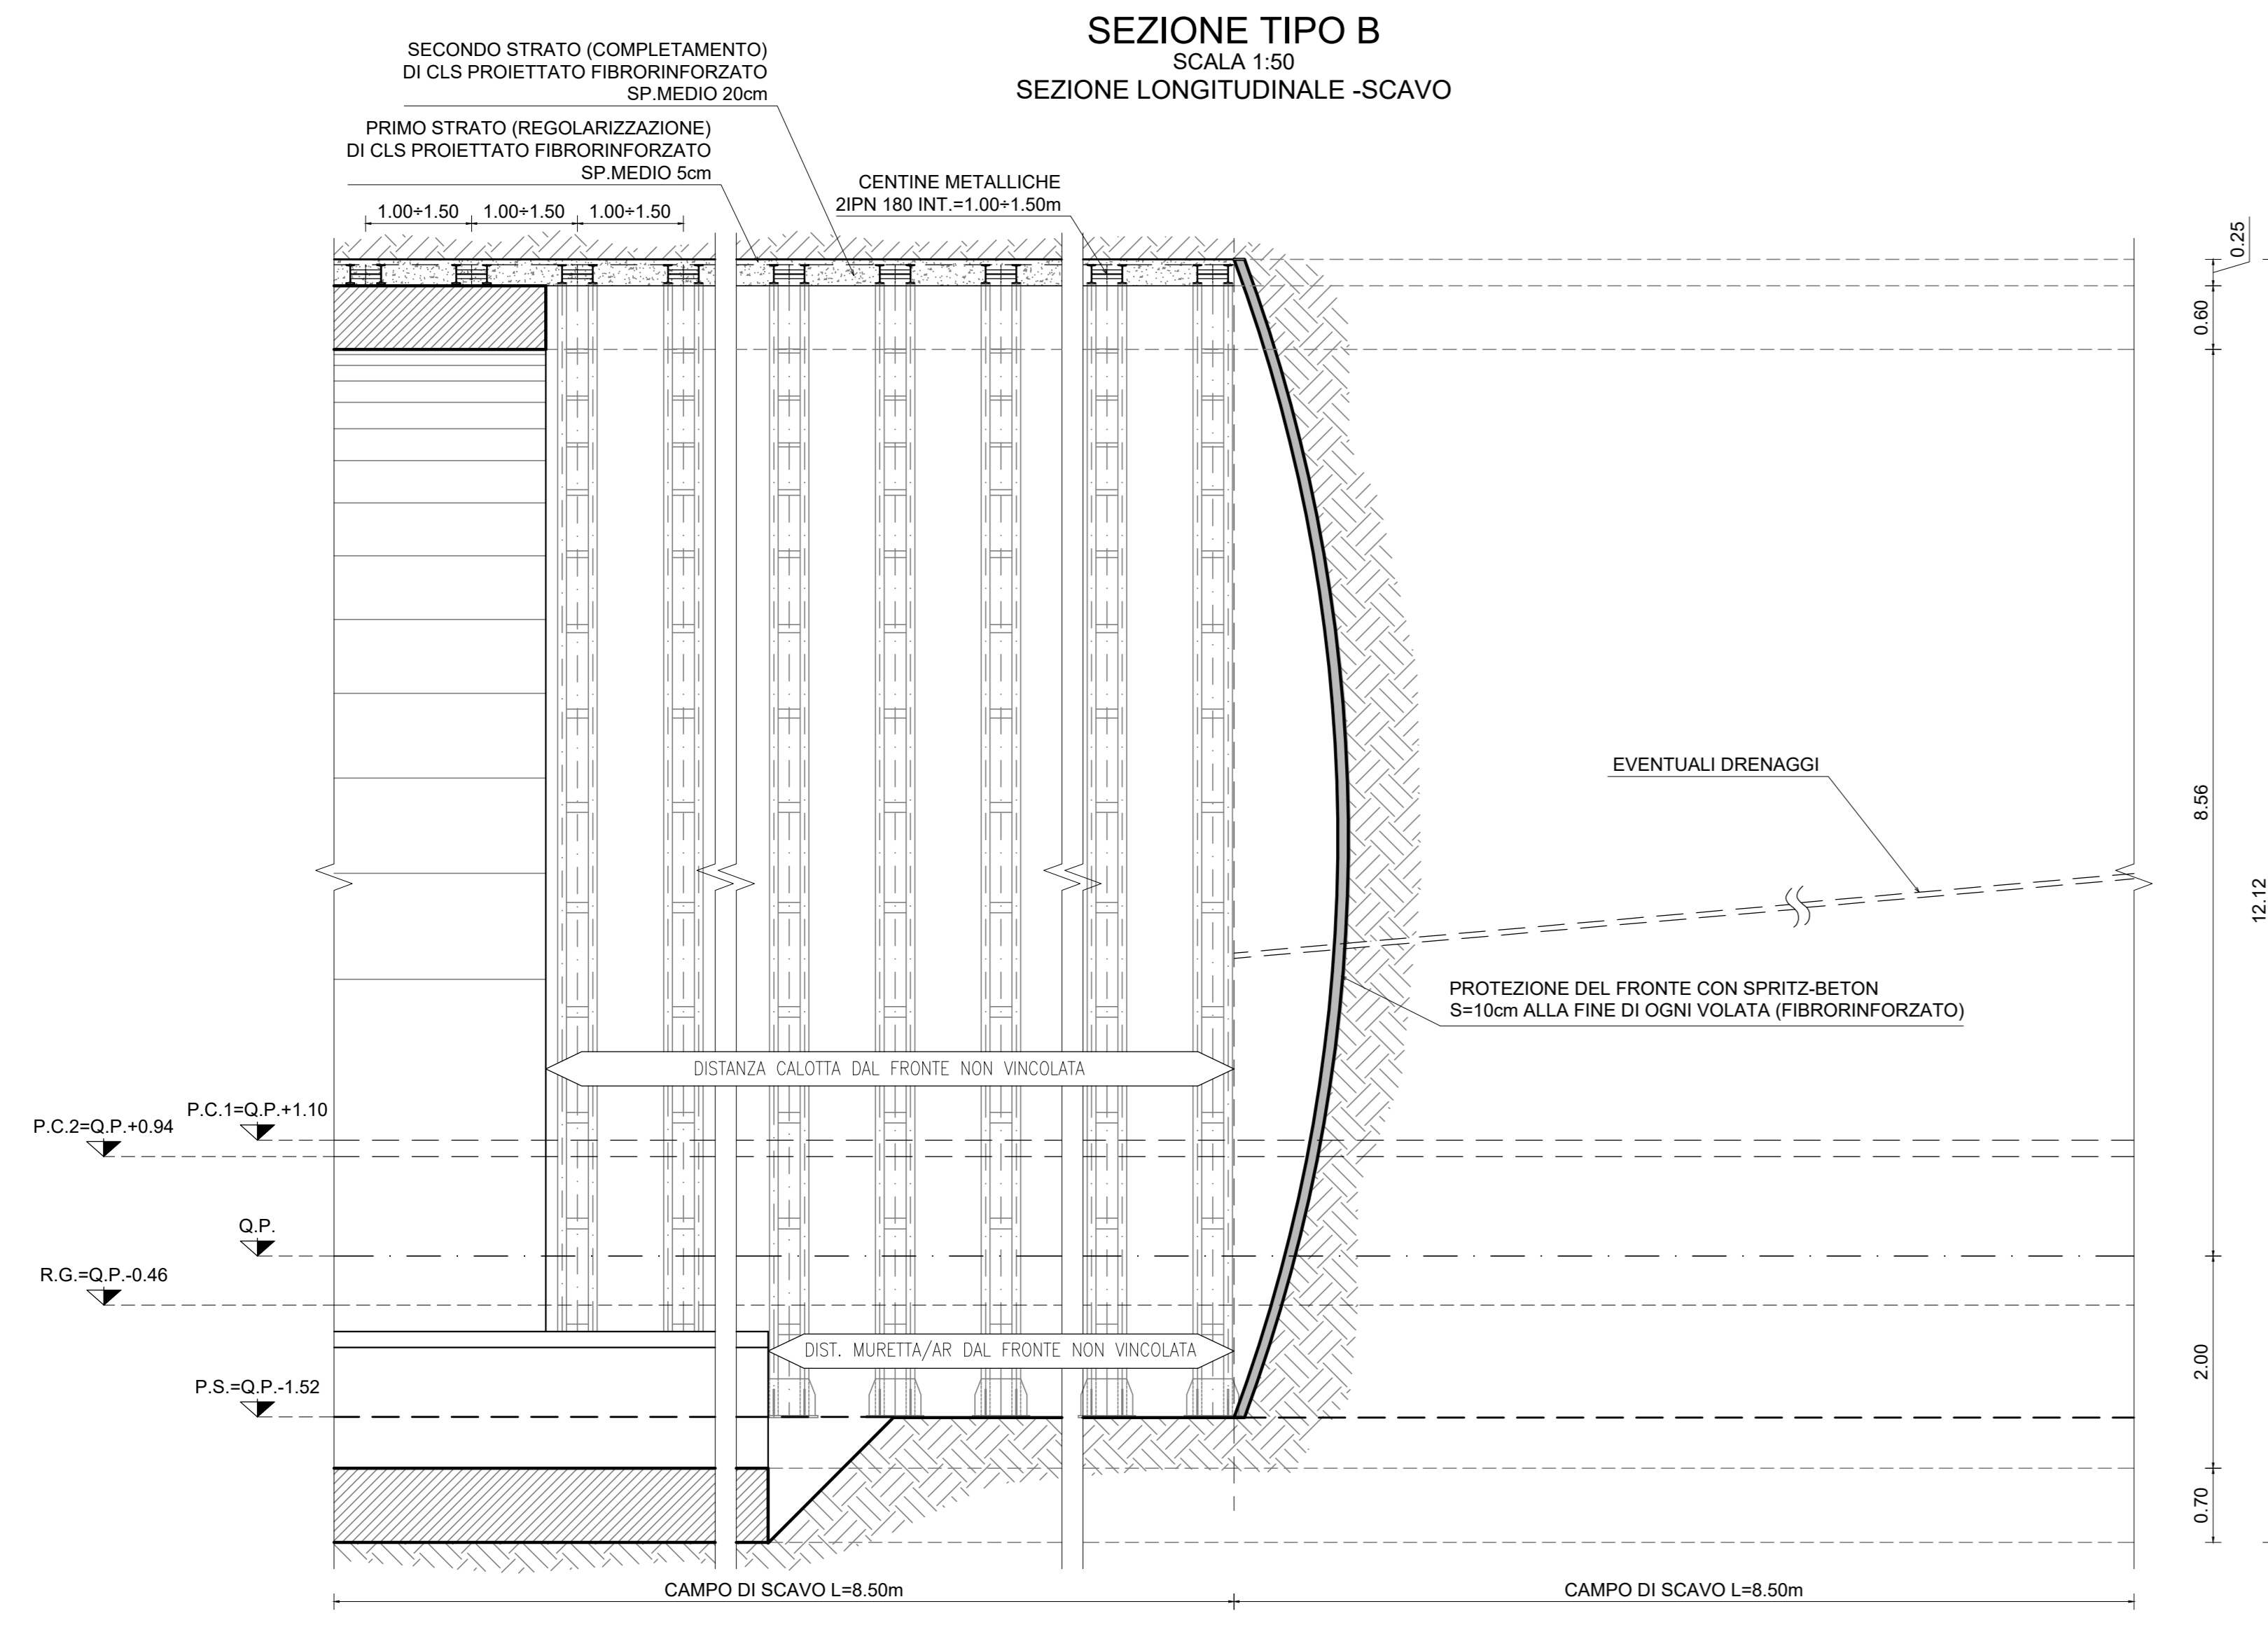 SEZIONE TIPO B
SCALA 1:50
SEZIONE LONGITUDINALE -SCAVO
SECONDO STRATO (COMPLETAMENTO)
DI CLS PROIETTATO FIBRORINFORZATO
SP.MEDIO 20cm
PRIMO STRATO (REGOLARIZZAZIONE)
DI CLS PROIETTATO FIBRORINFORZATO
SP.MEDIO 5cm
CENTINE METALLICHE
2IPN 180 INT.=1.00÷1.50m
1.00÷1.50 1.00÷1.50 1.00÷1.50
0.25
0.60
8.56
12.12
2.00
0.70
EVENTUALI DRENAGGI
PROTEZIONE DEL FRONTE CON SPRITZ-BETON
S=10cm ALLA FINE DI OGNI VOLATA (FIBRORINFORZATO)
DISTANZA CALOTTA DAL FRONTE NON VINCOLATA
P.C.1=Q.P.+1.10
P.C.2=Q.P.+0.94
Q.P.
R.G.=Q.P.-0.46
DIST. MURETTA/AR DAL FRONTE NON VINCOLATA
P.S.=Q.P.-1.52
CAMPO DI SCAVO L=8.50m
CAMPO DI SCAVO L=8.50m